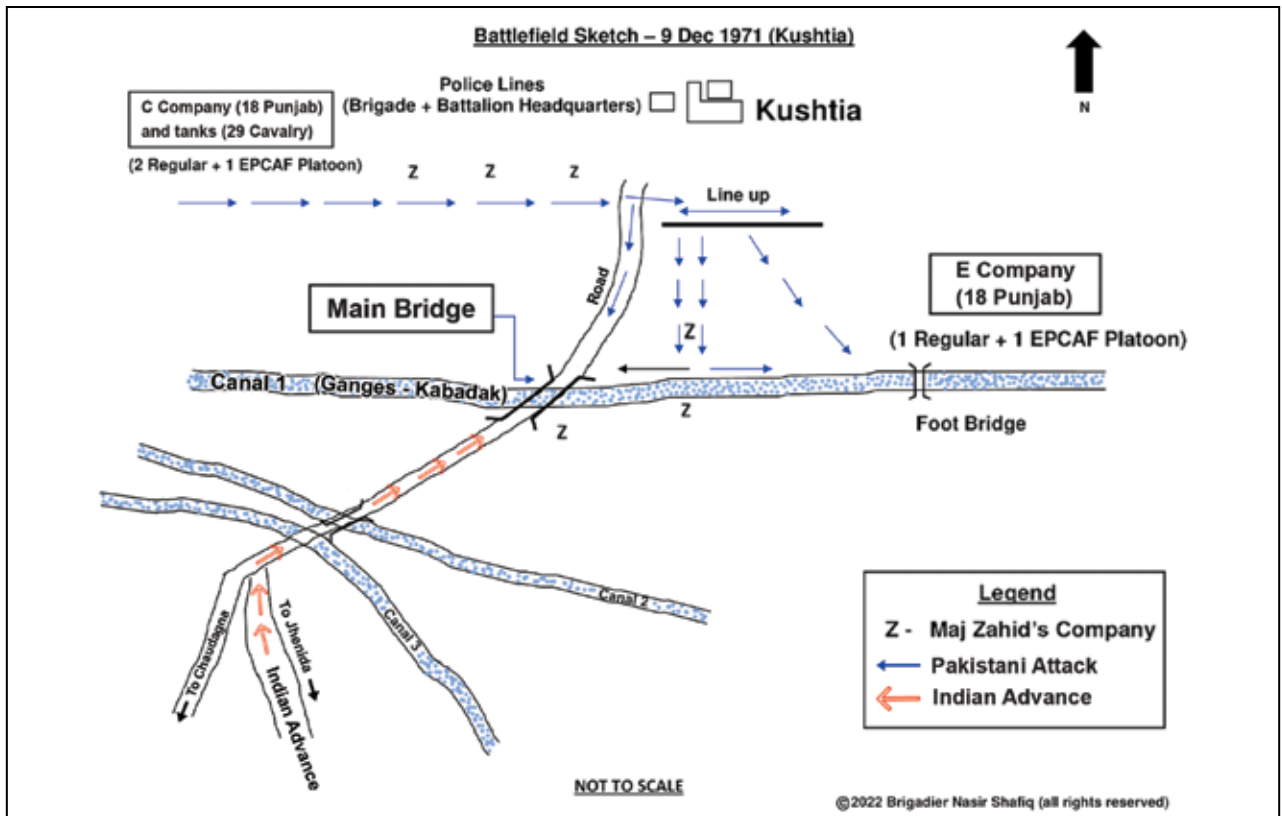 Battlefield Sketch – 9 Dec 1971 (Kushtia)
N
Police Lines
(Brigade + Battalion Headquarters)
Kushtia
C Company (18 Punjab)
and tanks (29 Cavalry)
(2 Regular + 1 EPCAF Platoon)
Z Z Z
Line up
Road
E Company
(18 Punjab)
(1 Regular + 1 EPCAF Platoon)
Main Bridge
Z
Canal 1 (Ganges - Kabadak)
Z
Z
Foot Bridge
Canal 2
Canal 3
To Chaudagna
To Jhenida
Indian Advance
Legend
Z - Maj Zahid's Company
Pakistani Attack
Indian Advance
NOT TO SCALE
©2022 Brigadier Nasir Shafiq (all rights reserved)